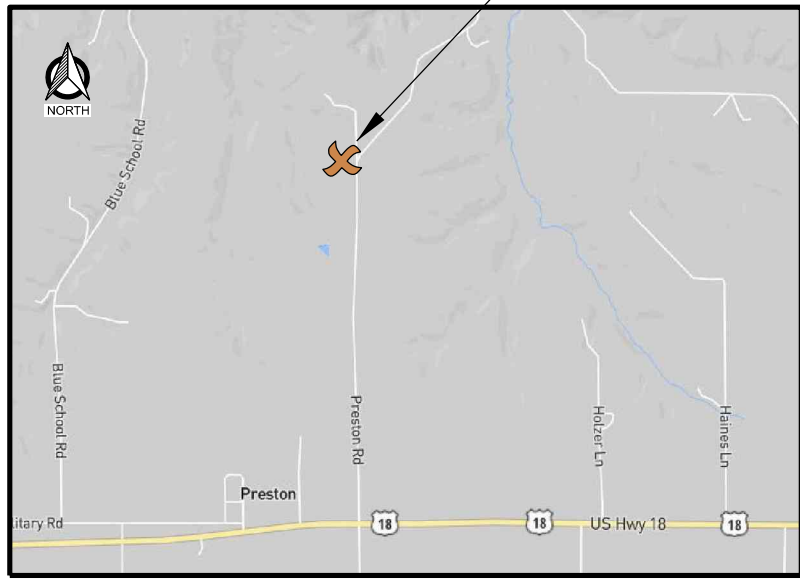 NORTH
Blue School Rd
Blue School Rd
Preston Rd
Holzer Ln
Haines Ln
Preston
litary Rd
18
18
US Hwy 18
18